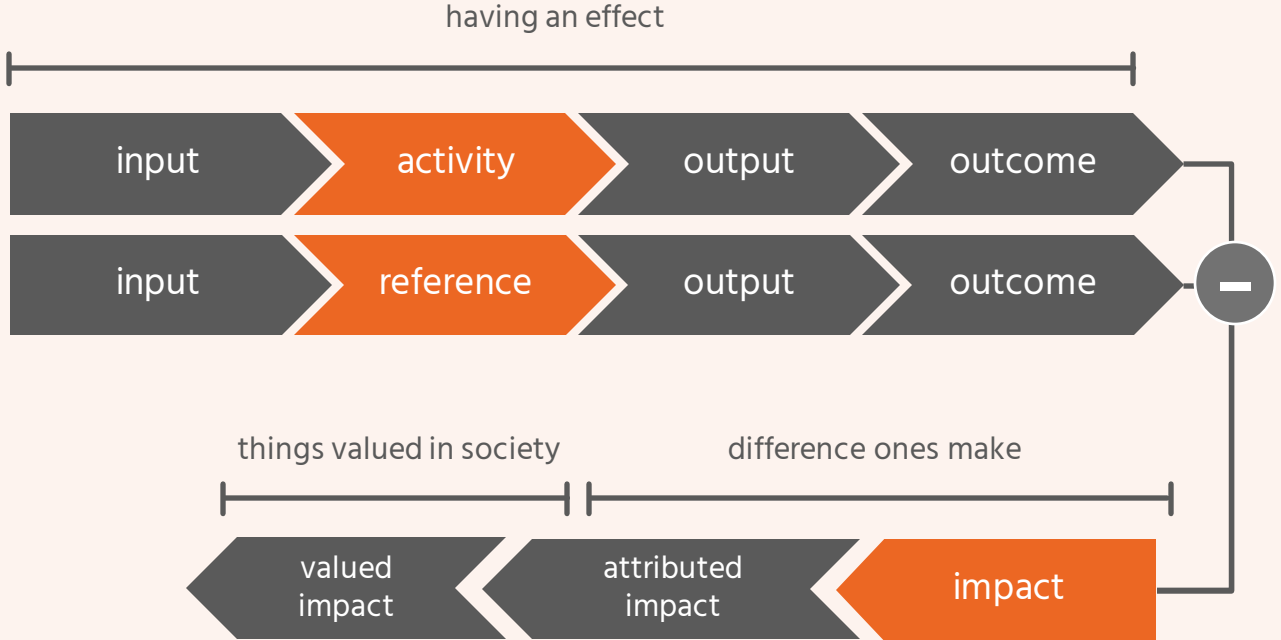 having an effect
input
activity
output
outcome
input
reference
output
outcome
things valued in society
difference ones make
valued
impact
attributed
impact
impact